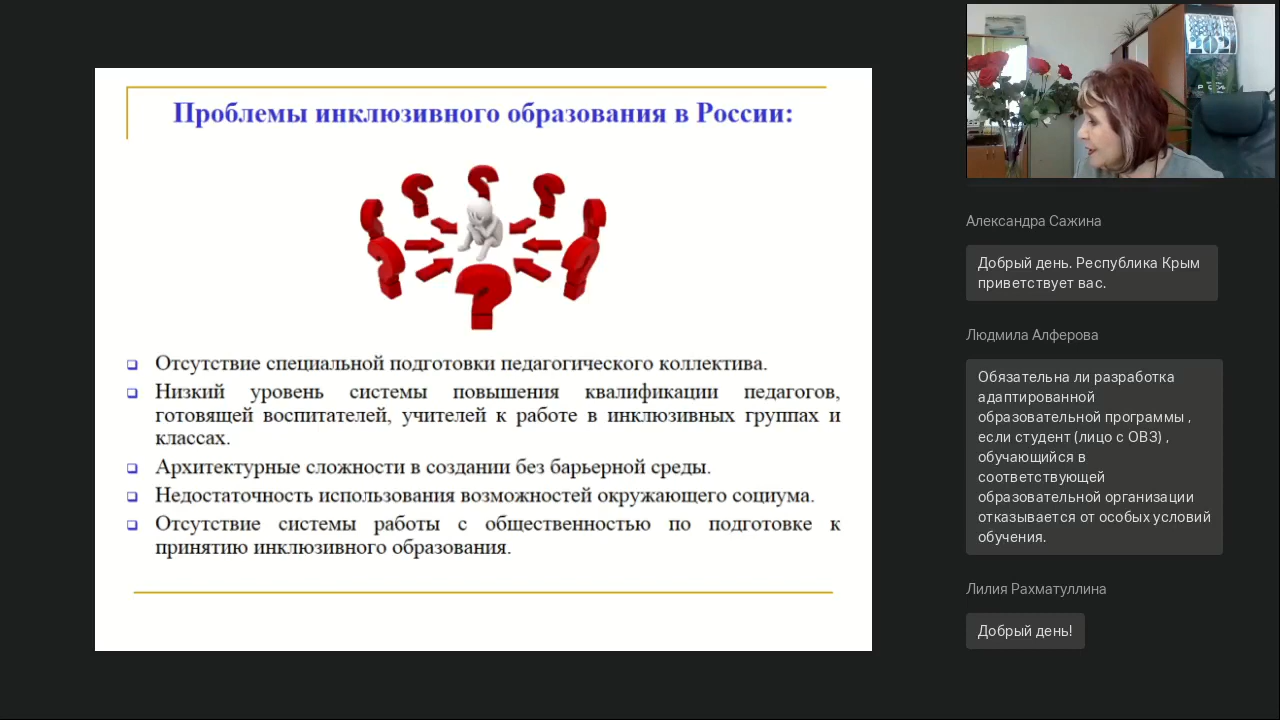 Проблемы инклюзивного образования в России:
Отсутствие специальной подготовки педагогического коллектива.
Низкий уровень системы повышения квалификации педагогов,
готовящей воспитателей, учителей к работе в инклюзивных группах и
классах.
Архитектурные сложности в создании без барьерной среды.
Недостаточность использования возможностей окружающего социума.
Отсутствие системы работы с общественностью по подготовке к
принятию инклюзивного образования.
Александра Сажина
Добрый день. Республика Крым
приветствует вас.
Людмила Алферова
Обязательна ли разработка
адаптированной
образовательной программы ,
если студент (лицо с ОВЗ) ,
обучающийся в
соответствующей
образовательной организации
отказывается от особых условий
обучения.
Лилия Рахматуллина
Добрый день!